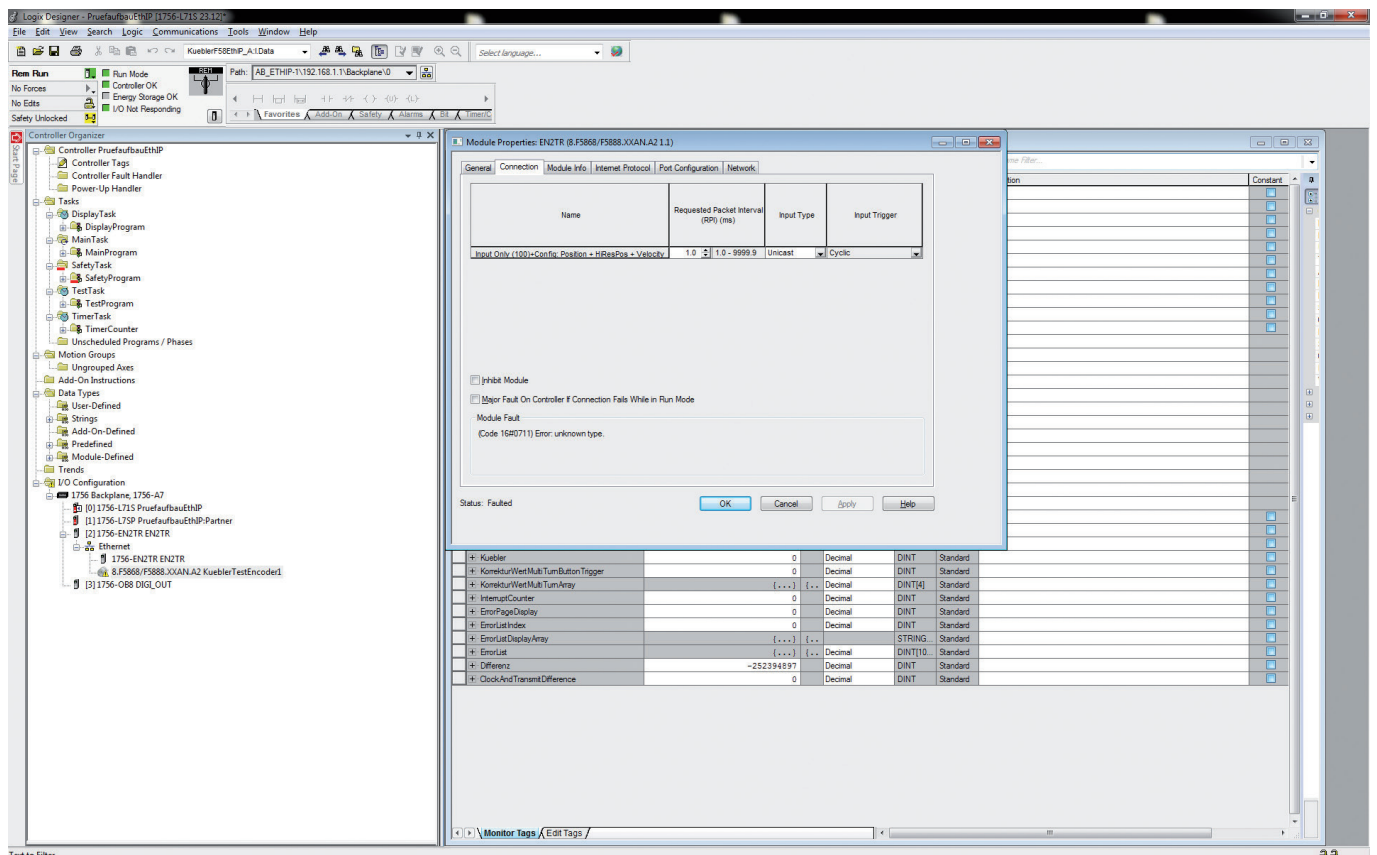 Logix Designer - PruefaufbauEthIP [1756-L71S 23.12]*
File Edit View Search Logic Communications Tools Window Help
KueblerF58EthIP_A:I.Data
Select language...
Rem Run
Run Mode
No Forces
Controller OK
No Edits
Energy Storage OK
Safety Unlocked
I/O Not Responding
REM
Path: AB_ETHIP-1\192.168.1.1\Backplane\0
Favorites Add-On Safety Alarms Bit Timer/C
Start Page
Controller Organizer
Controller PruefaufbauEthIP
Controller Tags
Controller Fault Handler
Power-Up Handler
Tasks
DisplayTask
DisplayProgram
MainTask
MainProgram
SafetyTask
SafetyProgram
TestTask
TestProgram
TimerTask
TimerCounter
Unscheduled Programs / Phases
Motion Groups
Ungrouped Axes
Add-On Instructions
Data Types
User-Defined
Strings
Add-On-Defined
Predefined
Module-Defined
Trends
I/O Configuration
1756 Backplane, 1756-A7
[0] 1756-L71S PruefaufbauEthIP
[1] 1756-L7SP PruefaufbauEthIP:Partner
[2] 1756-EN2TR EN2TR
Ethernet
1756-EN2TR EN2TR
8.F5868/F5888.XXAN.A2 KueblerTestEncoder1
[3] 1756-OB8 DIGI_OUT
Module Properties: EN2TR (8.F5868/F5888.XXAN.A2 1.1)
General Connection Module Info Internet Protocol Port Configuration Network
Name
Requested Packet Interval (RPI) (ms)
Input Type
Input Trigger
Input Only (100)+Config: Position + HiResPos + Velocity 1.0 1.0 - 9999.9 Unicast Cyclic
Inhibit Module
Major Fault On Controller If Connection Fails While in Run Mode
Module Fault
(Code 16#0711) Error: unknown type.
Status: Faulted
OK Cancel Apply Help
me Filter...
tion Constant
+ Kuebler 0 Decimal DINT Standard
+ KorrekturWertMultiTurnButtonTrigger 0 Decimal DINT Standard
+ KorrekturWertMultiTurnArray {...} {.. Decimal DINT[4] Standard
+ InterruptCounter 0 Decimal DINT Standard
+ ErrorPageDisplay 0 Decimal DINT Standard
+ ErrorListIndex 0 Decimal DINT Standard
+ ErrorListDisplayArray {...} {.. STRING... Standard
+ ErrorList {...} {.. Decimal DINT[10... Standard
+ Differenz -252394897 Decimal DINT Standard
+ ClockAndTransmitDifference 0 Decimal DINT Standard
Monitor Tags Edit Tags